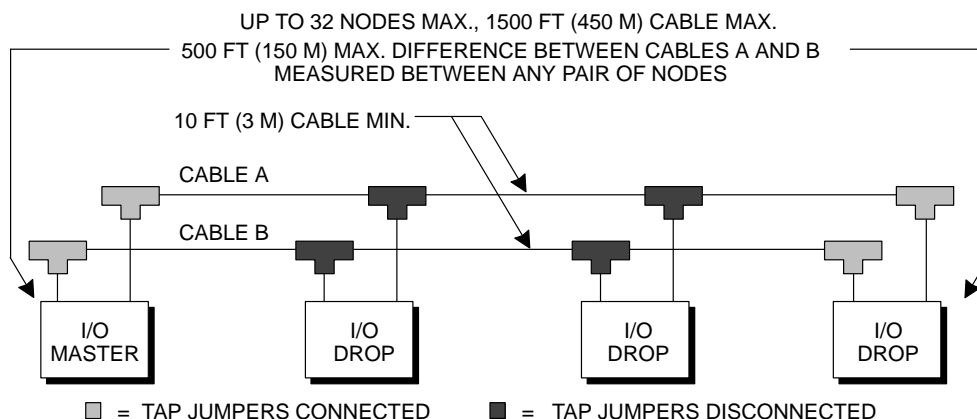 UP TO 32 NODES MAX., 1500 FT (450 M) CABLE MAX.
500 FT (150 M) MAX. DIFFERENCE BETWEEN CABLES A AND B
MEASURED BETWEEN ANY PAIR OF NODES
10 FT (3 M) CABLE MIN.
CABLE A
CABLE B
I/O
MASTER
I/O
DROP
I/O
DROP
I/O
DROP
= TAP JUMPERS CONNECTED
= TAP JUMPERS DISCONNECTED